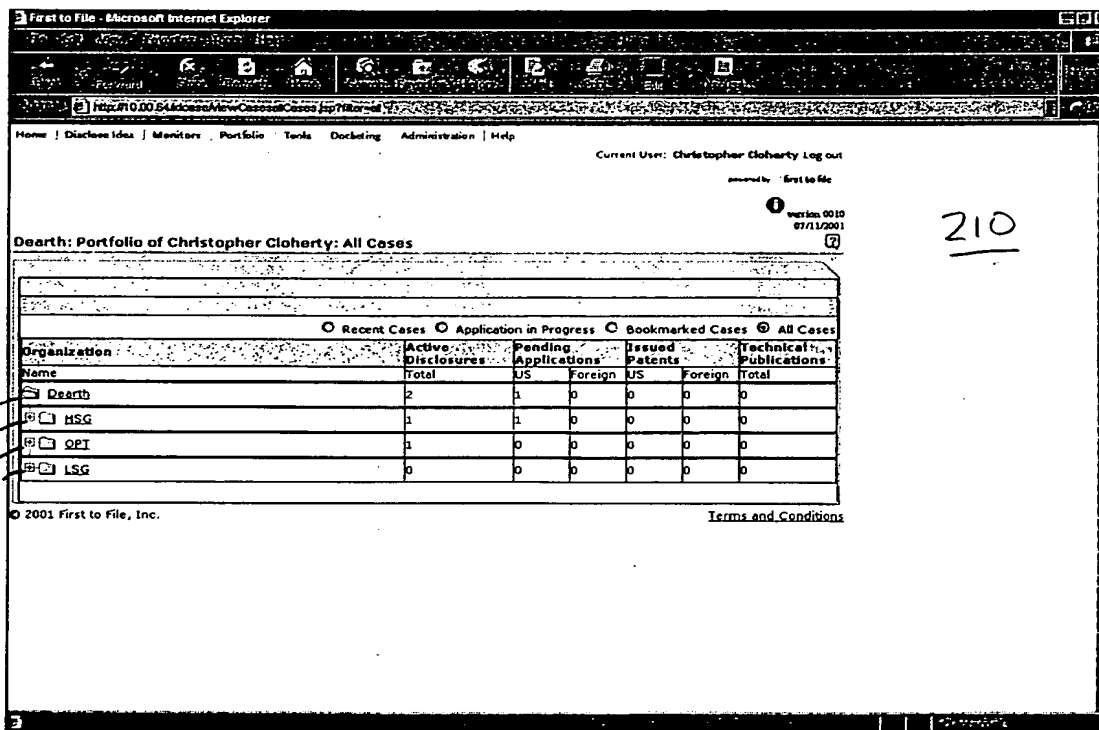 First to File - Microsoft Internet Explorer
Home | Disclose Idea | Monitors Portfolio Tools Docketing Administration | Help
Current User: Christopher Cloherty Log out
powered by first to file
version 0010
07/11/2001
210
Dearth: Portfolio of Christopher Cloherty: All Cases
Recent Cases Application in Progress Bookmarked Cases All Cases
Organization Active Disclosures Pending Applications Issued Patents Technical Publications
Name Total US Foreign US Foreign Total
Dearth 2 1 0 0 0 0
HSG 1 1 0 0 0 0
OPT 1 0 0 0 0 0
LSG 0 0 0 0 0 0
© 2001 First to File, Inc. Terms and Conditions